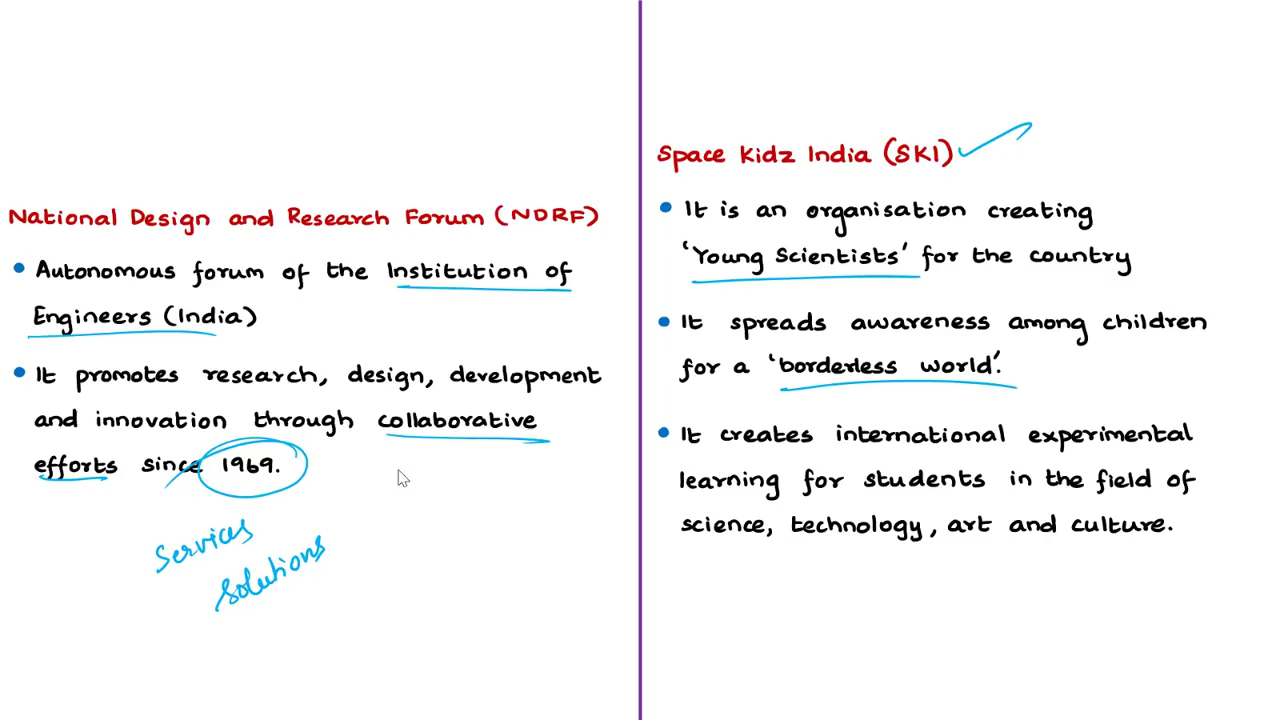 National Design and Research Forum (NDRF)
• Autonomous forum of the Institution of
Engineers (India)
• It promotes research, design, development
and innovation through collaborative
efforts since 1969.
Services
Solutions
Space Kidz India (SKI)
• It is an organisation creating
‘Young Scientists’ for the country
• It spreads awareness among children
for a ‘borderless world’.
• It creates international experimental
learning for students in the field of
science, technology, art and culture.